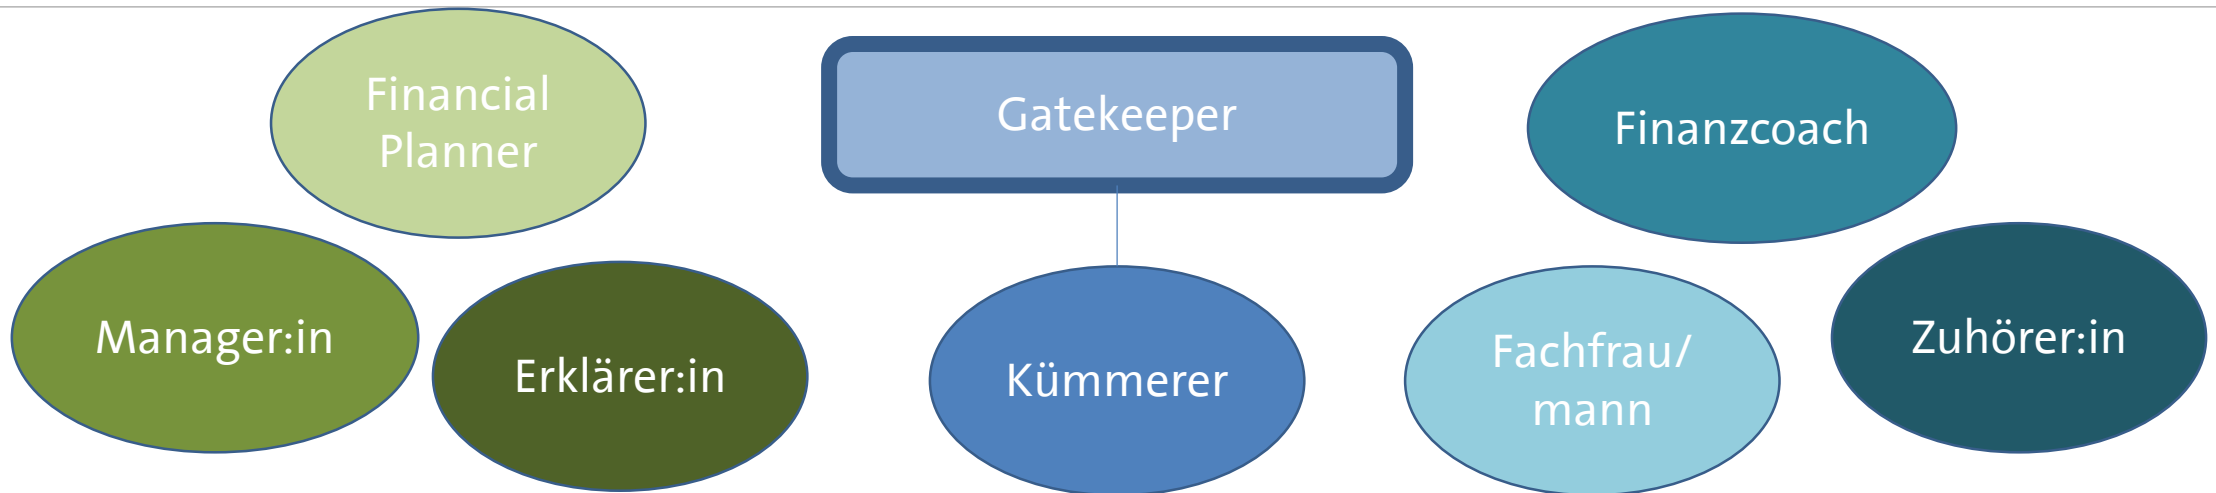 Financial
Planner
Gatekeeper
Finanzcoach
Manager:in
Erklärer:in
Kümmerer
Fachfrau/
mann
Zuhörer:in